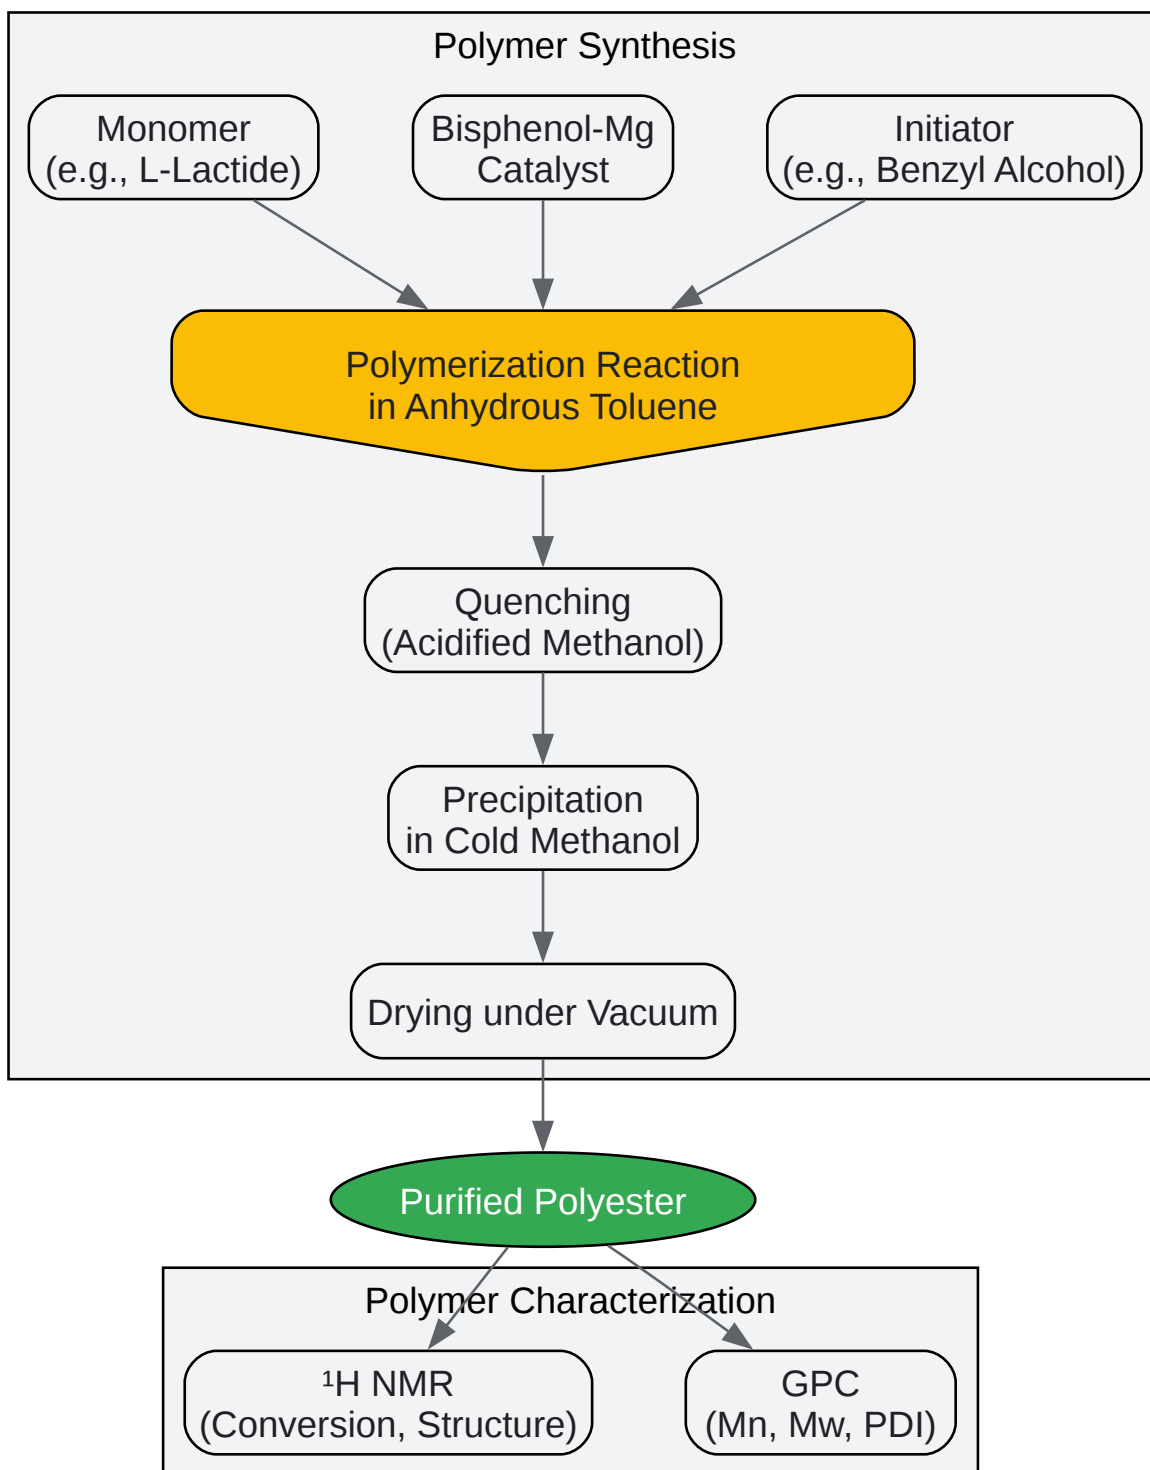 Polymer Synthesis
Monomer
(e.g., L-Lactide)
Bisphenol-Mg
Catalyst
Initiator
(e.g., Benzyl Alcohol)
Polymerization Reaction
in Anhydrous Toluene
Quenching
(Acidified Methanol)
Precipitation
in Cold Methanol
Drying under Vacuum
Purified Polyester
Polymer Characterization
¹H NMR
(Conversion, Structure)
GPC
(Mn, Mw, PDI)